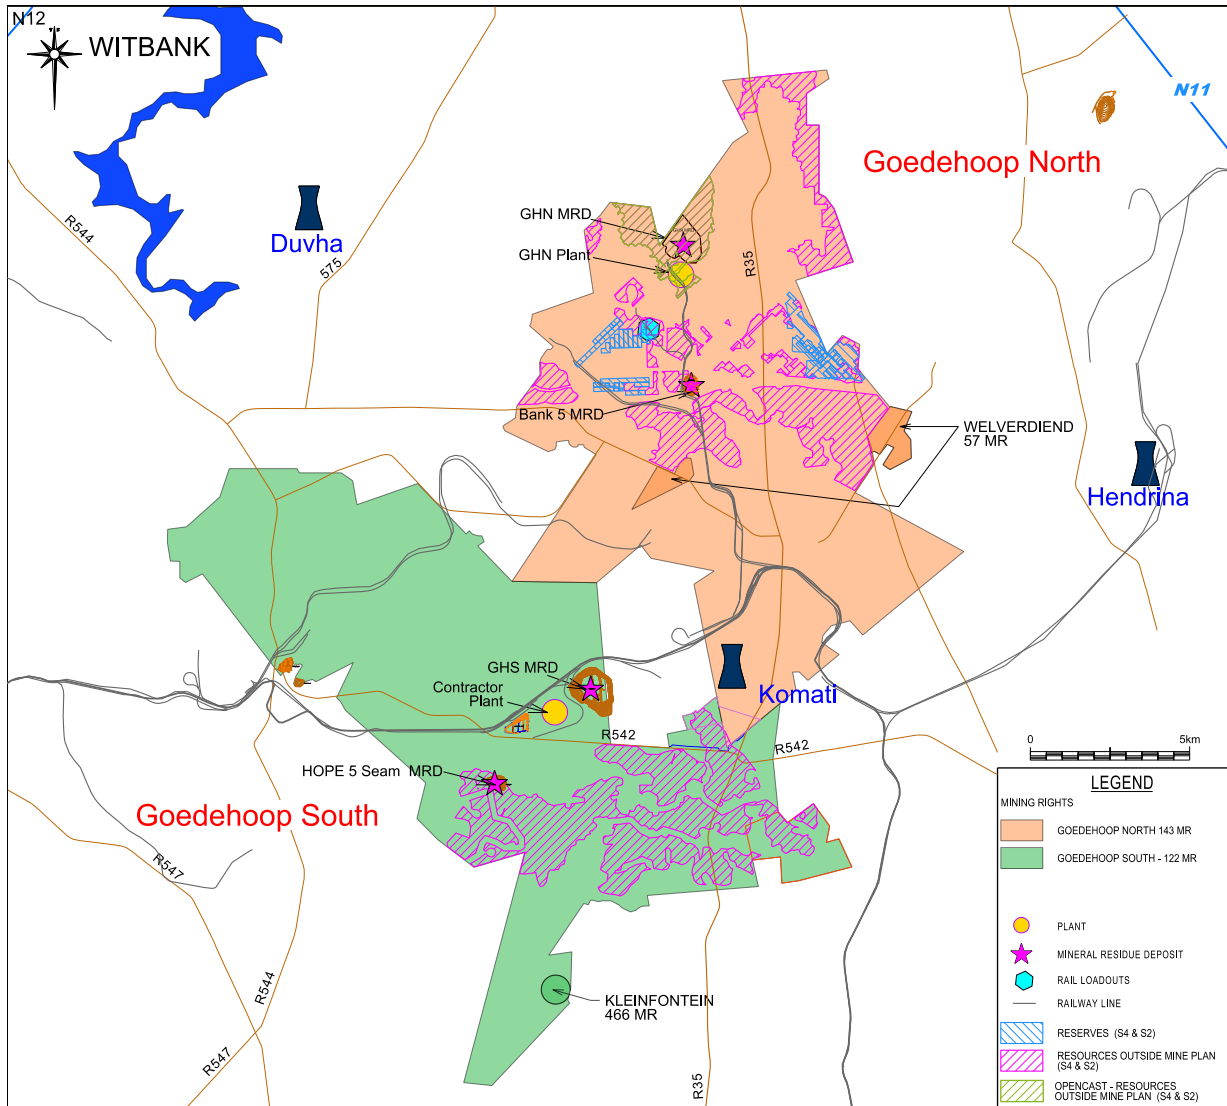 N12
WITBANK
N11
Goedehoop North
R544
Duvha
575
GHN MRD
GHN Plant
R35
Bank 5 MRD
WELVERDIEND
57 MR
Hendrina
GHS MRD
Contractor
Plant
Komati
R542
R542
HOPE 5 Seam MRD
Goedehoop South
R547
R544
R547
KLEINFONTEIN
466 MR
R35
0 5km
LEGEND
MINING RIGHTS
GOEDEHOOP NORTH 143 MR
GOEDEHOOP SOUTH - 122 MR
PLANT
MINERAL RESIDUE DEPOSIT
RAIL LOADOUTS
RAILWAY LINE
RESERVES (S4 & S2)
RESOURCES OUTSIDE MINE PLAN
(S4 & S2)
OPENCAST - RESOURCES
OUTSIDE MINE PLAN (S4 & S2)